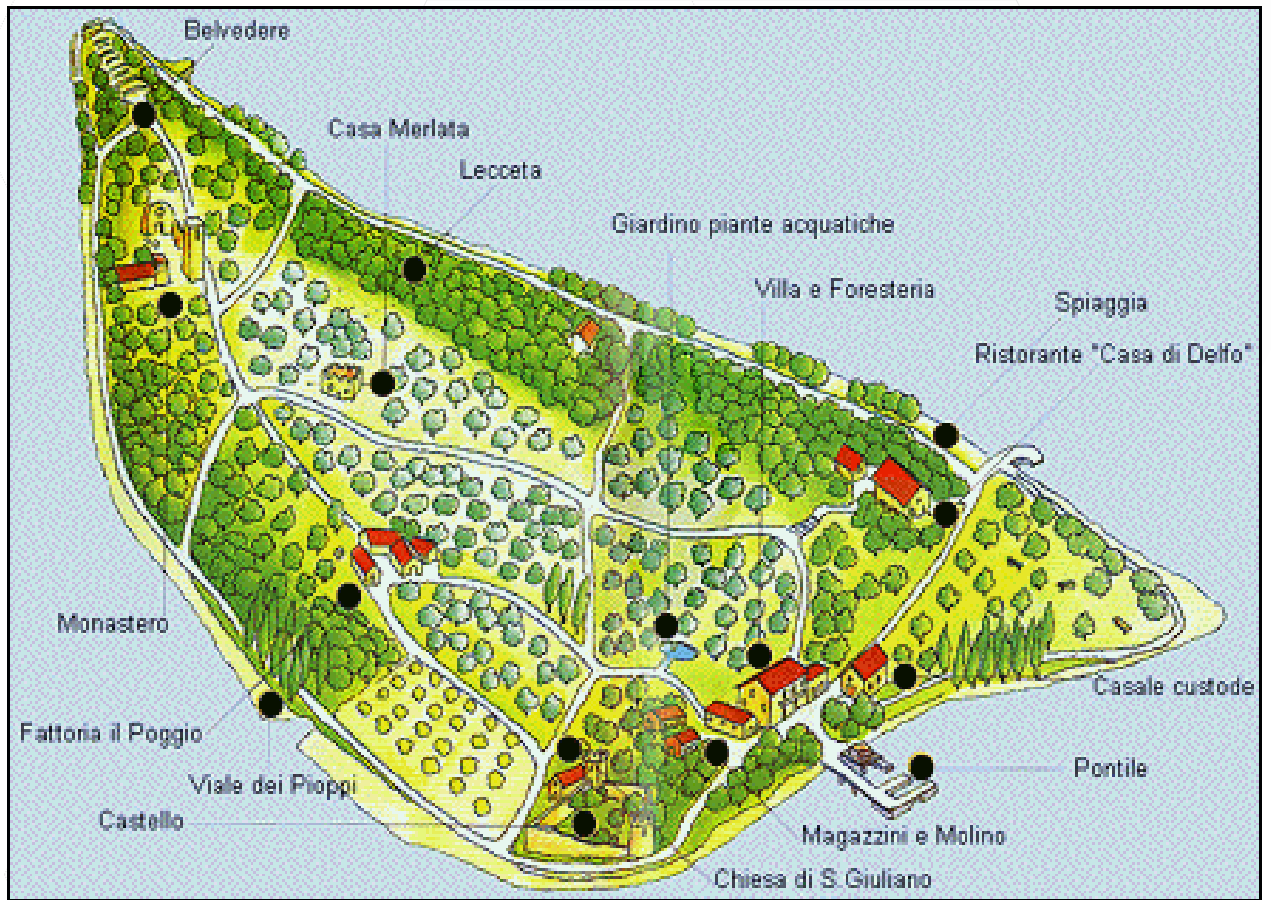 Belvedere
Casa Merlata
Lecceta
Giardino piante acquatiche
Villa e Foresteria
Spiaggia
Ristorante "Casa di Delfo"
Monastero
Casale custode
Fattoria il Poggio
Pontile
Viale dei Pioppi
Castello
Magazzini e Molino
Chiesa di S.Giuliano